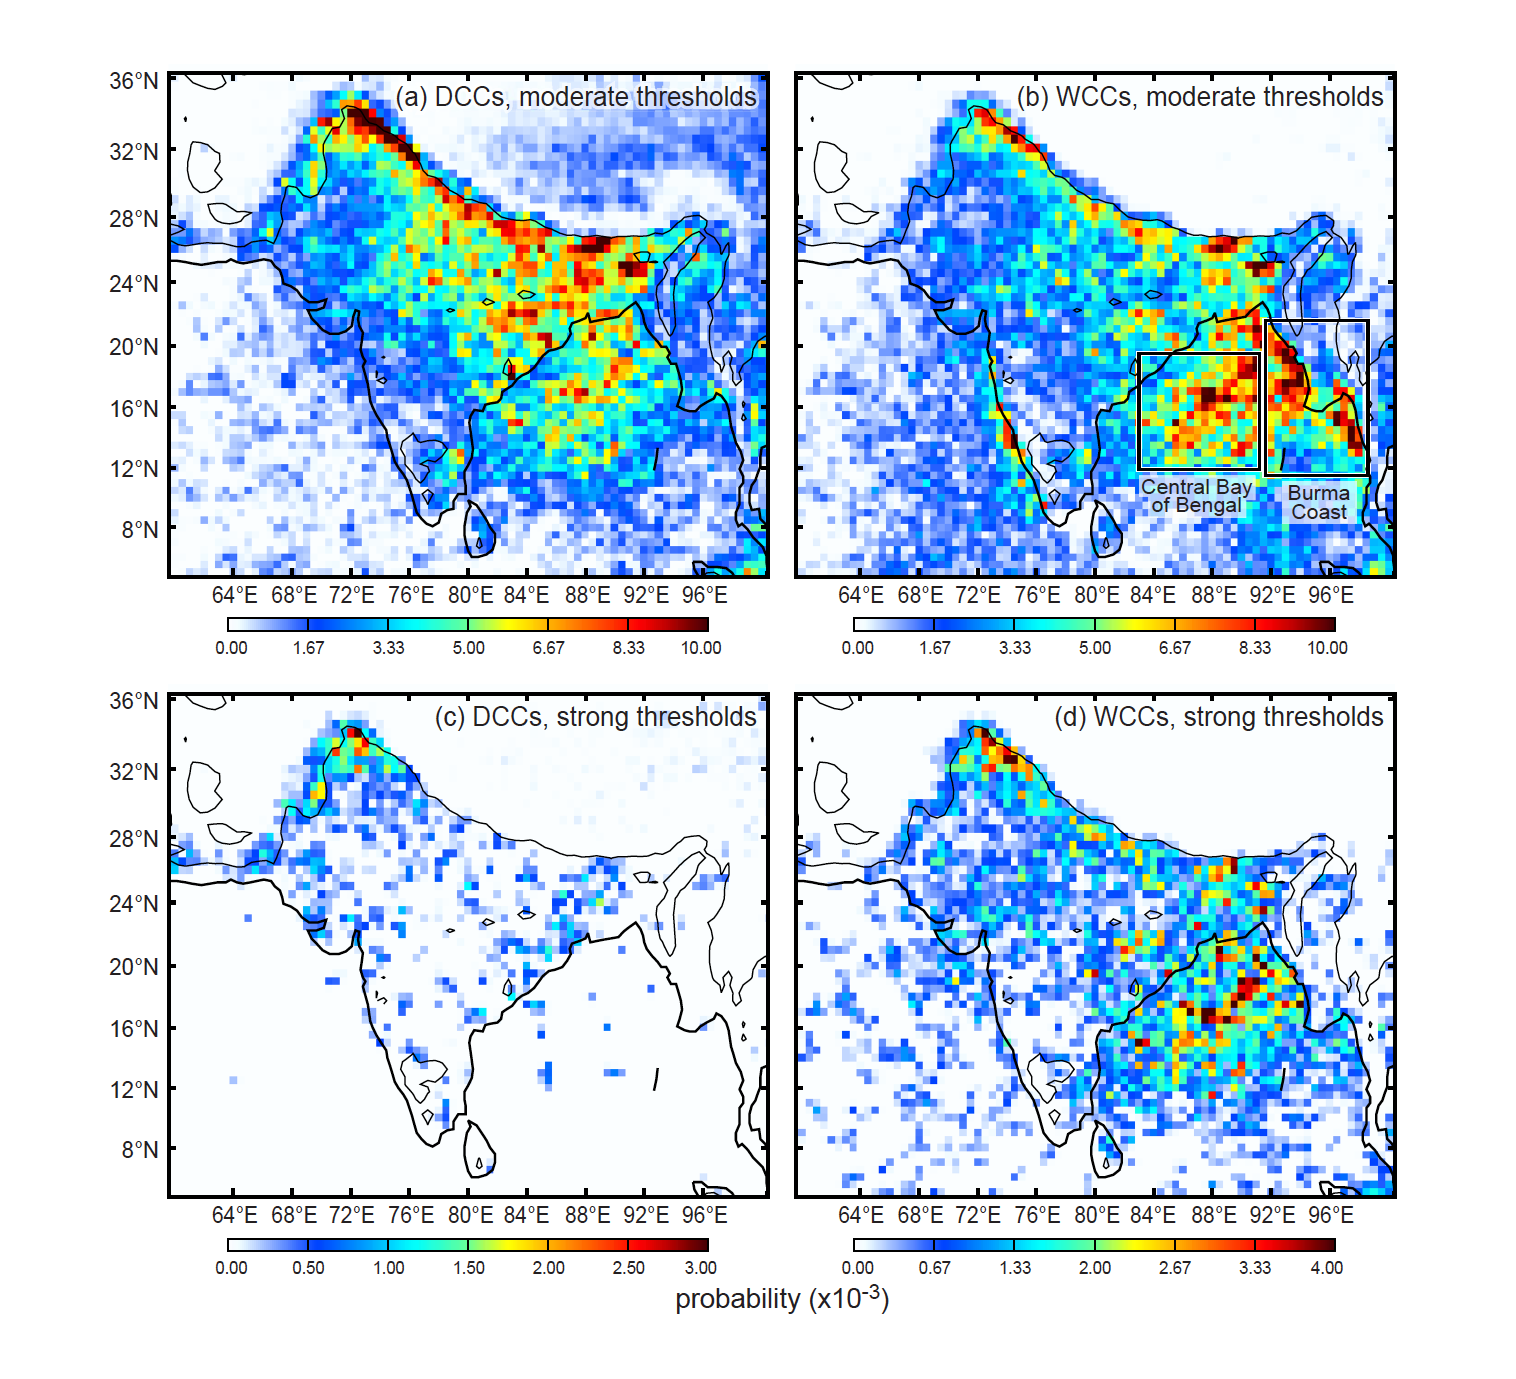 (a) DCCs, moderate thresholds
(b) WCCs, moderate thresholds
36°N
32°N
28°N
24°N
20°N
16°N
12°N
8°N
Central Bay
of Bengal
Burma
Coast
64°E 68°E 72°E 76°E 80°E 84°E 88°E 92°E 96°E
64°E 68°E 72°E 76°E 80°E 84°E 88°E 92°E 96°E
0.00 1.67 3.33 5.00 6.67 8.33 10.00
0.00 1.67 3.33 5.00 6.67 8.33 10.00
(c) DCCs, strong thresholds
(d) WCCs, strong thresholds
36°N
32°N
28°N
24°N
20°N
16°N
12°N
8°N
64°E 68°E 72°E 76°E 80°E 84°E 88°E 92°E 96°E
64°E 68°E 72°E 76°E 80°E 84°E 88°E 92°E 96°E
0.00 0.50 1.00 1.50 2.00 2.50 3.00
0.00 0.67 1.33 2.00 2.67 3.33 4.00
probability (x10⁻³)